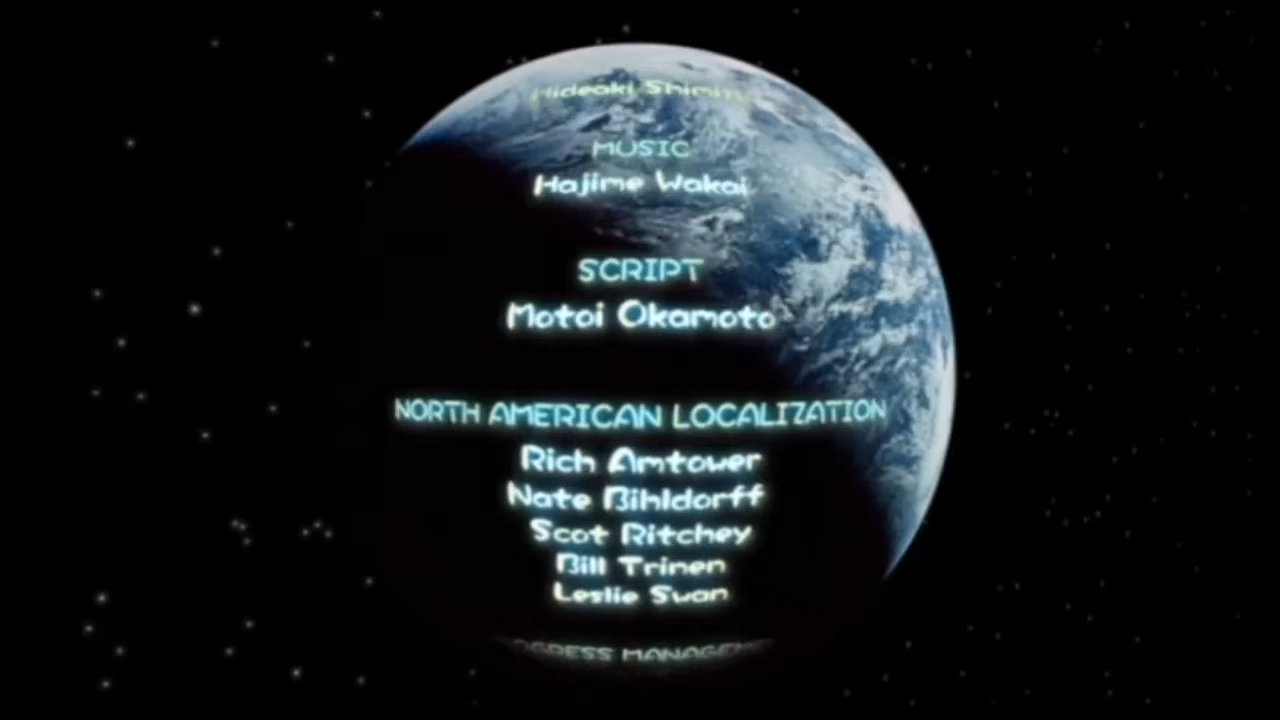 Hideaki
MUSIC
Hajime Wakai
SCRIPT
Motoi Okamoto
NORTH AMERICAN LOCALIZATION
Rich Amtower
Nate Bihldorff
Scot Ritchey
Bill Trinen
Leslie Swan